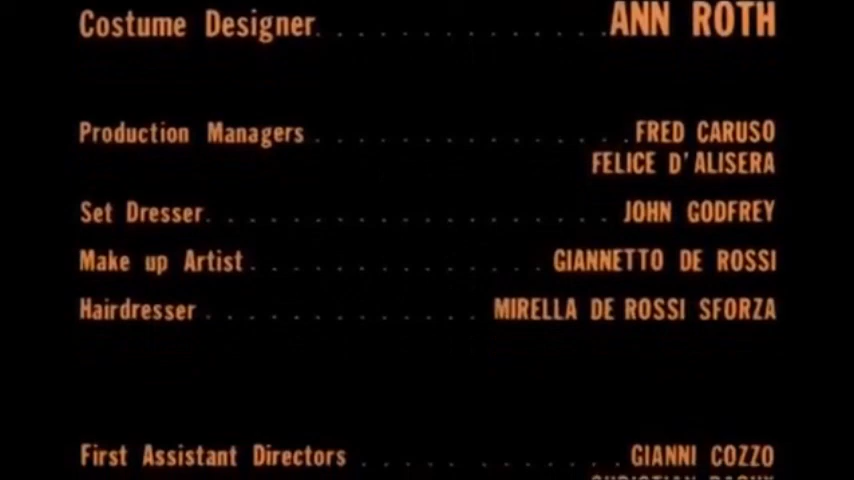 Costume Designer. . . . . . . . . . . . . . .ANN ROTH
Production Managers . . . . . . . . . . . . . . . .FRED CARUSO
FELICE D'ALISERA
Set Dresser. . . . . . . . . . . . . . . . . . . JOHN GODFREY
Make up Artist . . . . . . . . . . . . . . GIANNETTO DE ROSSI
Hairdresser . . . . . . . . . . . . . MIRELLA DE ROSSI SFORZA
First Assistant Directors . . . . . . . . . . . GIANNI COZZO